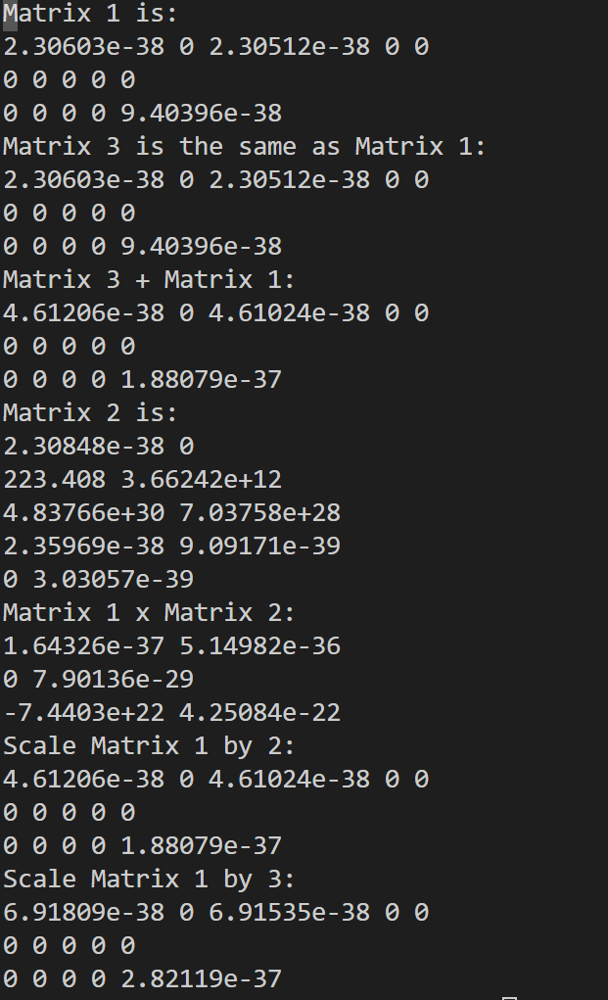 Matrix 1 is:
2.30603e-38 0 2.30512e-38 0 0
0 0 0 0 0
0 0 0 0 9.40396e-38
Matrix 3 is the same as Matrix 1:
2.30603e-38 0 2.30512e-38 0 0
0 0 0 0 0
0 0 0 0 9.40396e-38
Matrix 3 + Matrix 1:
4.61206e-38 0 4.61024e-38 0 0
0 0 0 0 0
0 0 0 0 1.88079e-37
Matrix 2 is:
2.30848e-38 0
223.408 3.66242e+12
4.83766e+30 7.03758e+28
2.35969e-38 9.09171e-39
0 3.03057e-39
Matrix 1 x Matrix 2:
1.64326e-37 5.14982e-36
0 7.90136e-29
-7.4403e+22 4.25084e-22
Scale Matrix 1 by 2:
4.61206e-38 0 4.61024e-38 0 0
0 0 0 0 0
0 0 0 0 1.88079e-37
Scale Matrix 1 by 3:
6.91809e-38 0 6.91535e-38 0 0
0 0 0 0 0
0 0 0 0 2.82119e-37